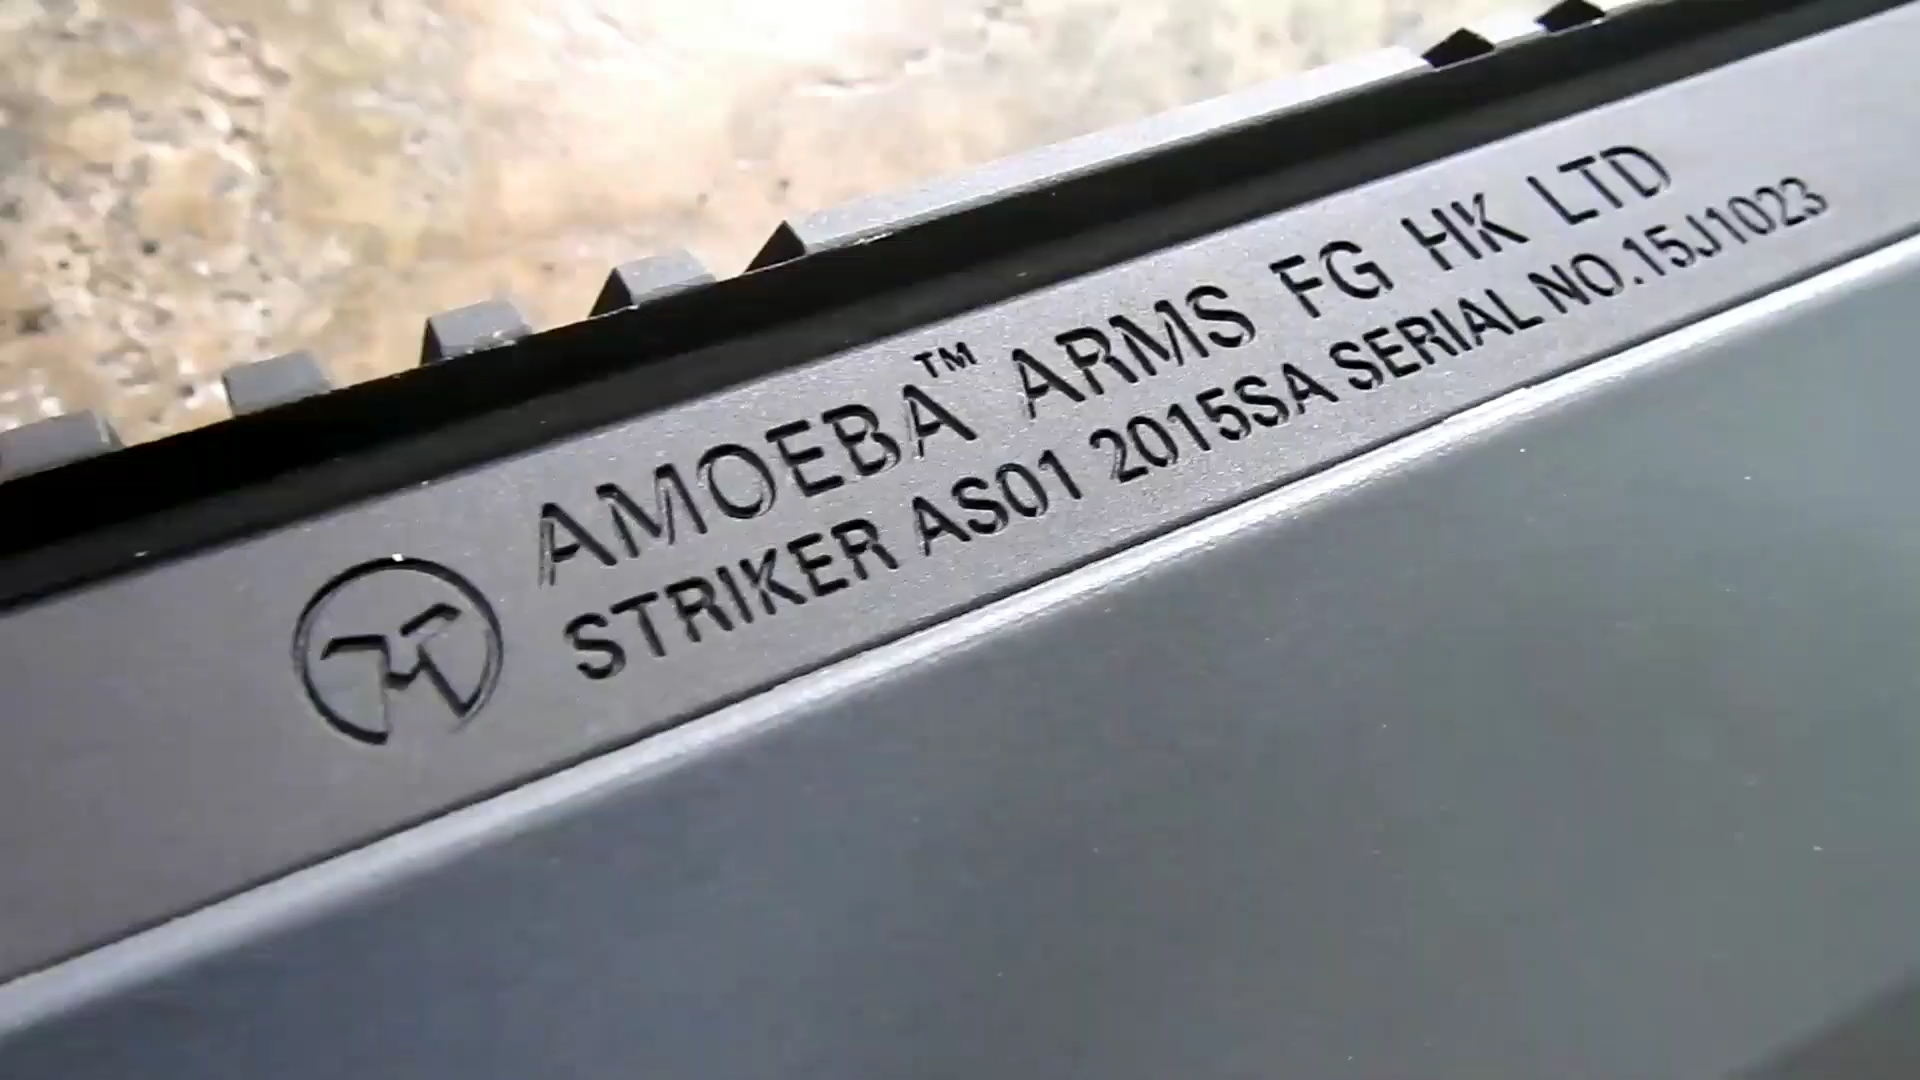 AMOEBA™ ARMS FG HK LTD
STRIKER AS01 2015SA SERIAL NO.15J1023